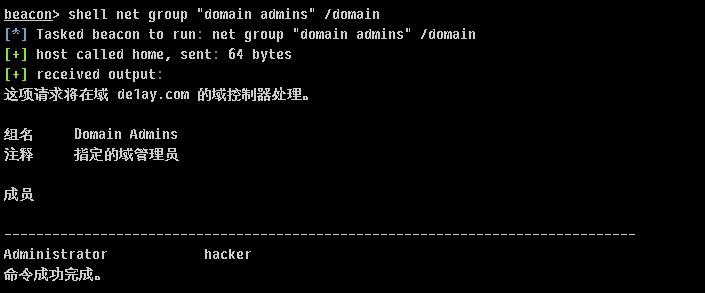 beacon> shell net group "domain admins" /domain
[*] Tasked beacon to run: net group "domain admins" /domain
[+] host called home, sent: 64 bytes
[+] received output:
这项请求将在域 de1ay.com 的域控制器处理。
组名     Domain Admins
注释     指定的域管理员
成员
-------------------------------------------------------------------------------
Administrator            hacker
命令成功完成。